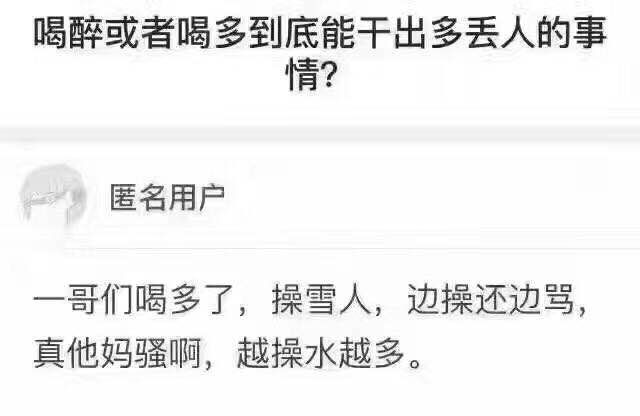 喝醉或者喝多到底能干出多丢人的事
情?
匿名用户
一哥们喝多了，操雪人，边操还边骂，
真他妈骚啊，越操水越多。